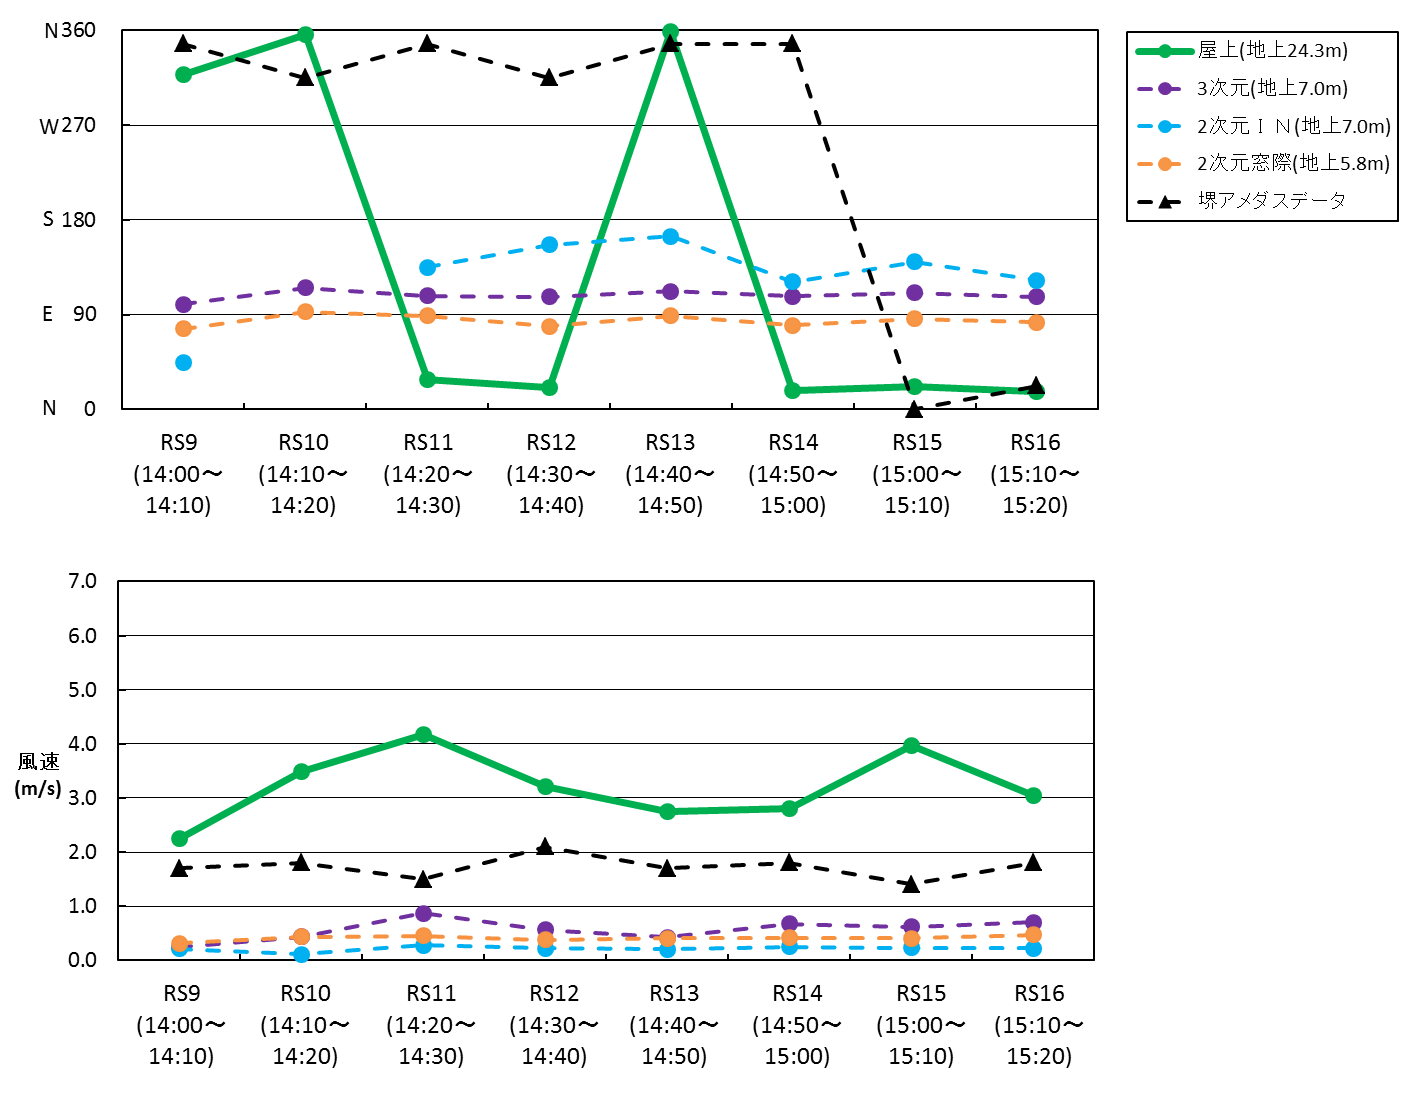 N 360
W 270
S 180
E 90
N 0
RS9 RS10 RS11 RS12 RS13 RS14 RS15 RS16
(14:00～ (14:10～ (14:20～ (14:30～ (14:40～ (14:50～ (15:00～ (15:10～
14:10) 14:20) 14:30) 14:40) 14:50) 15:00) 15:10) 15:20)
屋上(地上24.3m)
3次元(地上7.0m)
2次元ＩＮ(地上7.0m)
2次元窓際(地上5.8m)
堺アメダスデータ
7.0
6.0
5.0
4.0
風速
(m/s)
3.0
2.0
1.0
0.0
RS9 RS10 RS11 RS12 RS13 RS14 RS15 RS16
(14:00～ (14:10～ (14:20～ (14:30～ (14:40～ (14:50～ (15:00～ (15:10～
14:10) 14:20) 14:30) 14:40) 14:50) 15:00) 15:10) 15:20)